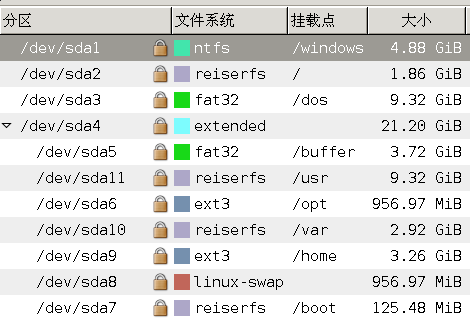 分区 文件系统 挂载点 大小
/dev/sda1 ntfs /windows 4.88 GiB
/dev/sda2 reiserfs / 1.86 GiB
/dev/sda3 fat32 /dos 9.32 GiB
/dev/sda4 extended 21.20 GiB
/dev/sda5 fat32 /buffer 3.72 GiB
/dev/sda11 reiserfs /usr 9.32 GiB
/dev/sda6 ext3 /opt 956.97 MiB
/dev/sda10 reiserfs /var 2.92 GiB
/dev/sda9 ext3 /home 3.26 GiB
/dev/sda8 linux-swap 956.97 MiB
/dev/sda7 reiserfs /boot 125.48 MiB